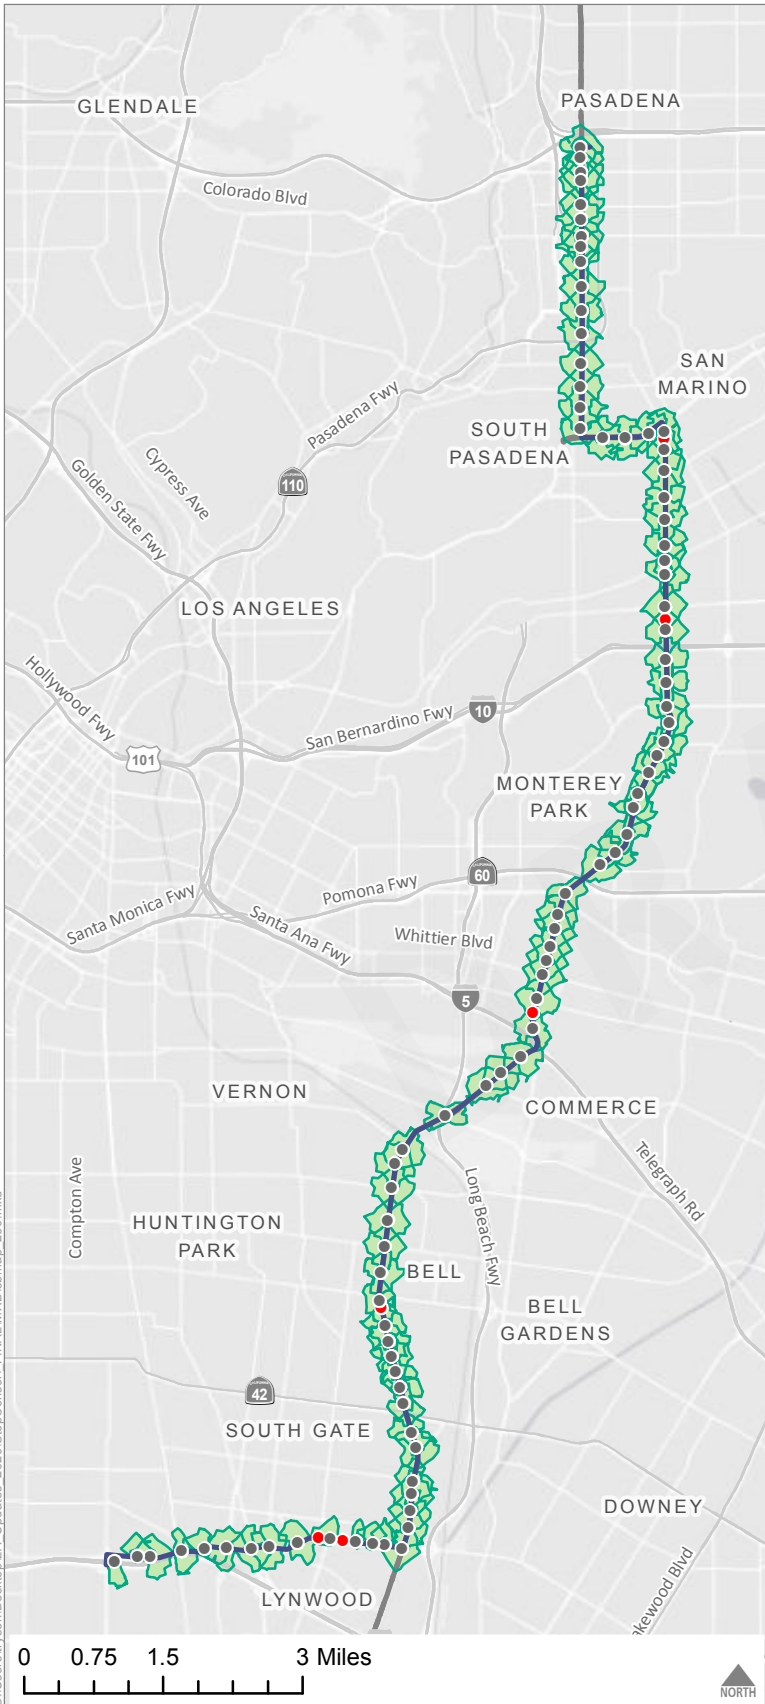 GLENDALE
PASADENA
Colorado Blvd
SAN
MARINO
Pasadena Fwy
SOUTH
PASADENA
Cypress Ave
Golden State Fwy
110
LOS ANGELES
Hollywood Fwy
10
San Bernardino Fwy
101
MONTEREY
PARK
60
Pomona Fwy
Santa Monica Fwy
Santa Ana Fwy
Whittier Blvd
5
VERNON
COMMERCE
Compton Ave
Telegraph Rd
Long Beach Fwy
HUNTINGTON
PARK
BELL
BELL
GARDENS
42
SOUTH GATE
DOWNEY
akewood Blvd
LYNWOOD
0 0.75 1.5 3 Miles
NORTH